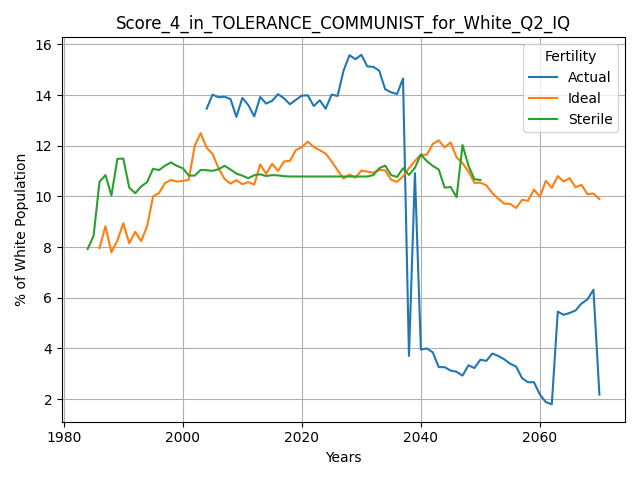 Score_4_in_TOLERANCE_COMMUNIST_for_White_Q2_IQ
Fertility
Actual
Ideal
Sterile
% of White Population
16
14
12
10
8
6
4
2
1980
2000
2020
2040
2060
Years